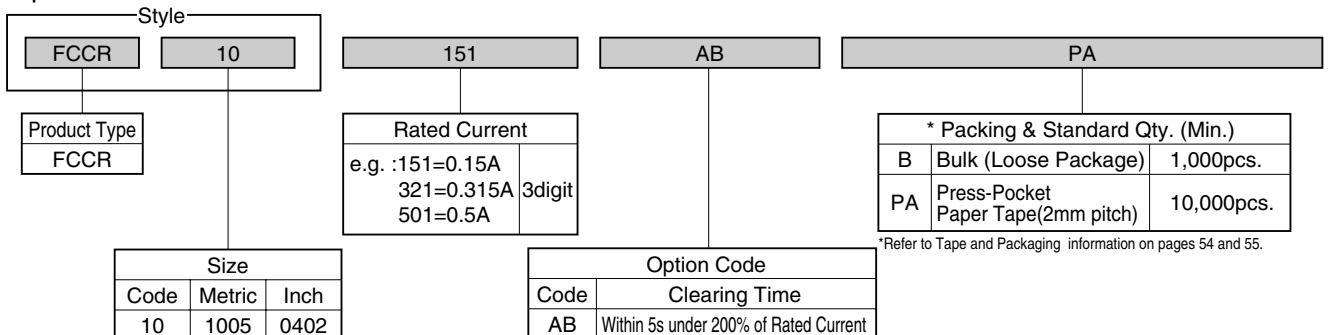 Style
FCCR 10 151 AB PA
Product Type
FCCR
Rated Current
e.g. :151=0.15A
321=0.315A
501=0.5A
3digit
* Packing & Standard Qty. (Min.)
B Bulk (Loose Package) 1,000pcs.
PA Press-Pocket
Paper Tape(2mm pitch) 10,000pcs.
*Refer to Tape and Packaging information on pages 54 and 55.
Size
Code Metric Inch
10 1005 0402
Option Code
Code Clearing Time
AB Within 5s under 200% of Rated Current